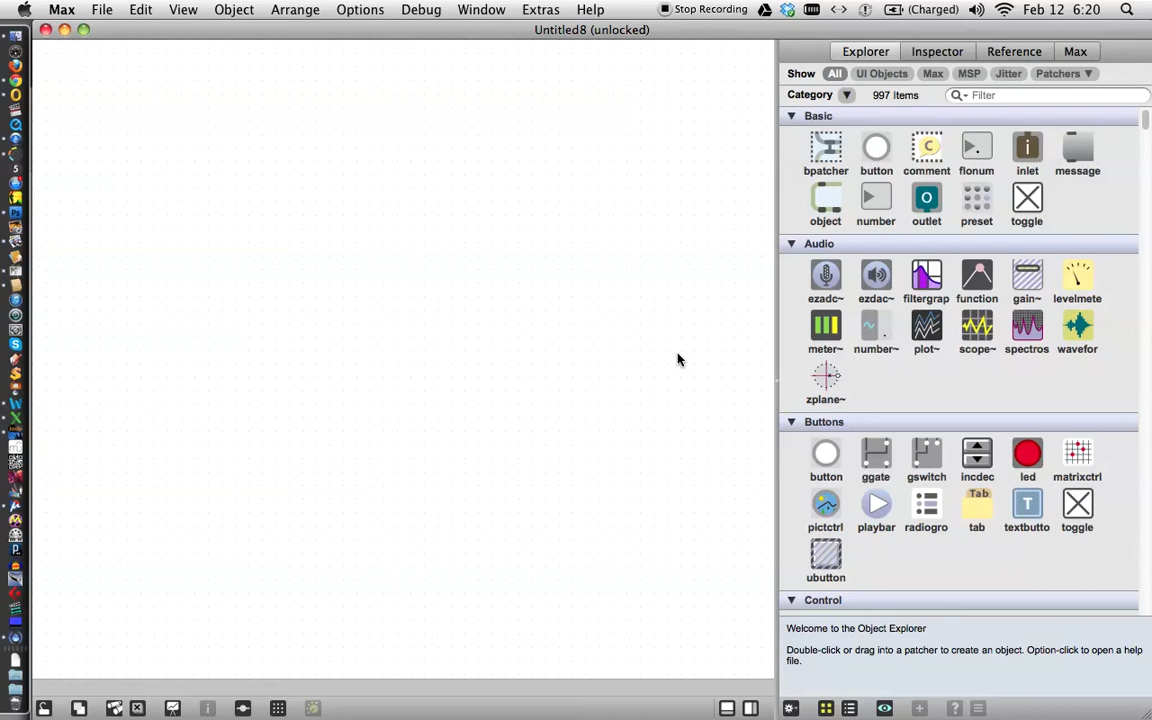 Max File Edit View Object Arrange Options Debug Window Extras Help Stop Recording (Charged) Feb 12 6:20
Untitled8 (unlocked)
Explorer Inspector Reference Max
Show All UI Objects Max MSP Jitter Patchers ▼
Category ▼ 997 Items Filter
Basic
bpatcher button comment flonum inlet message
object number outlet preset toggle
Audio
ezadc~ ezdac~ filtergrap function gain~ levelmete
meter~ number~ plot~ scope~ spectros wavefor
zplane~
Buttons
button ggate gswitch incdec led matrixctrl
Tab
pictctrl playbar radiogro tab textbutto toggle
ubutton
Control
Welcome to the Object Explorer
Double-click or drag into a patcher to create an object. Option-click to open a help
file.